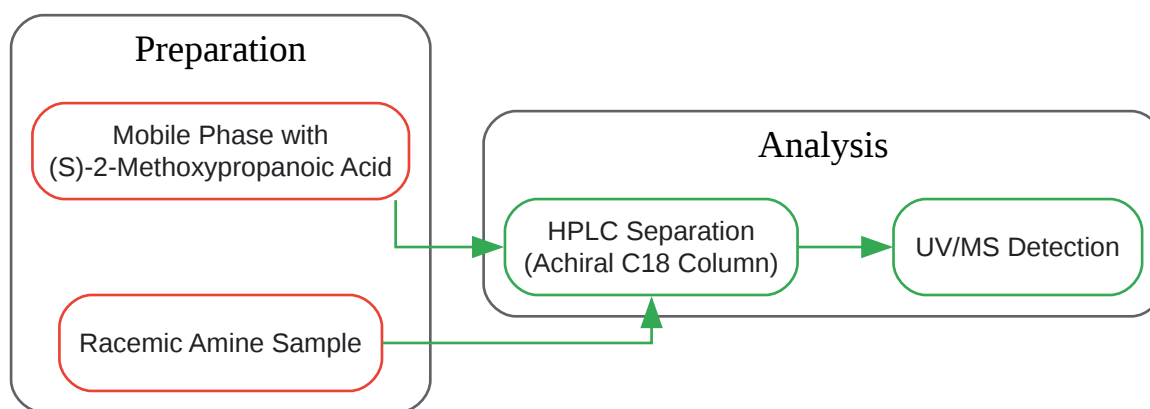 Preparation
Mobile Phase with
(S)-2-Methoxypropanoic Acid
Racemic Amine Sample
Analysis
HPLC Separation
(Achiral C18 Column)
UV/MS Detection